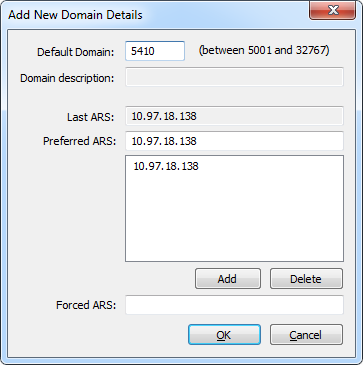 Add New Domain Details
Default Domain: 5410 (between 5001 and 32767)
Domain description:
Last ARS: 10.97.18.138
Preferred ARS: 10.97.18.138
10.97.18.138
Add Delete
Forced ARS:
OK Cancel